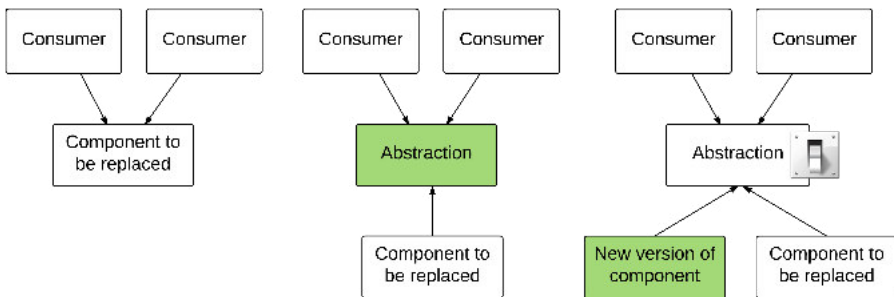 Consumer
Consumer
Component to
be replaced
Consumer
Consumer
Abstraction
Component to
be replaced
Consumer
Consumer
Abstraction
New version of
component
Component to
be replaced